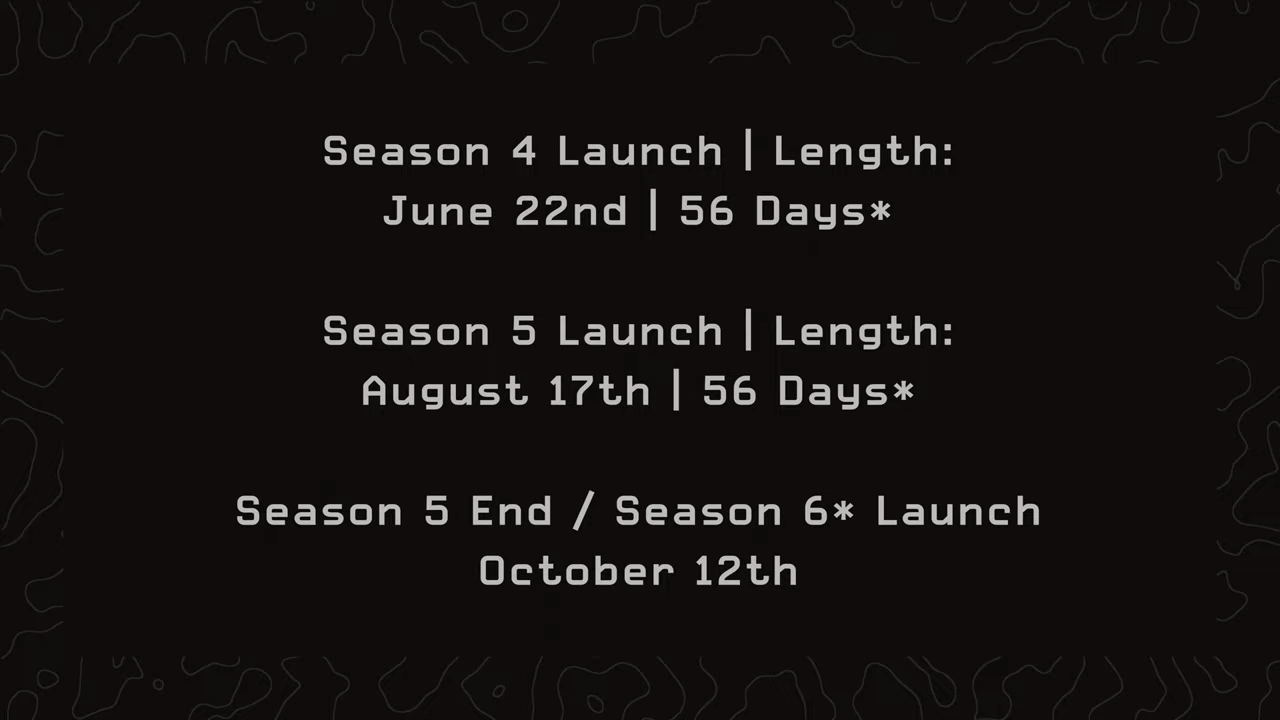 Season 4 Launch | Length:
June 22nd | 56 Days*
Season 5 Launch | Length:
August 17th | 56 Days*
Season 5 End / Season 6* Launch
October 12th